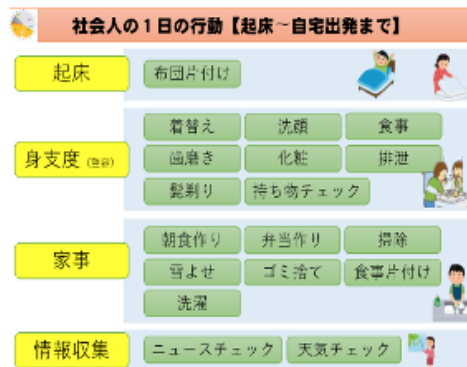 社会人の１日の行動【起床～自宅出発まで】
起床
布団片付け
身支度
着替え 洗顔 食事
歯磨き 化粧 排泄
髭剃り 持ち物チェック
家事
朝食作り 弁当作り 掃除
雪よせ ゴミ捨て 食事片付け
洗濯
情報収集
ニュースチェック 天気チェック